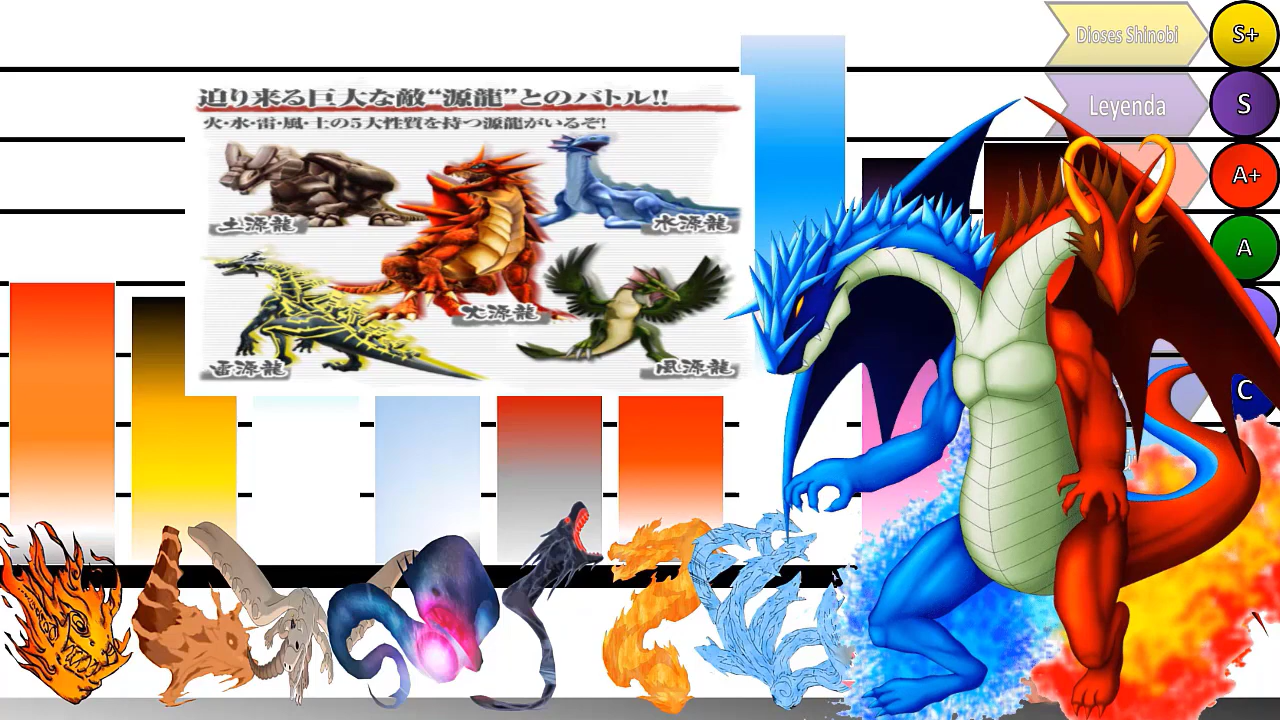 Dioses Shinobi S+
Leyenda S
A+
A
C
迫り来る巨大な敵“源龍”とのバトル!!
火・水・雷・風・土の5大性質を持つ源龍がいるぞ!
土源龍
水源龍
火源龍
雷源龍
風源龍